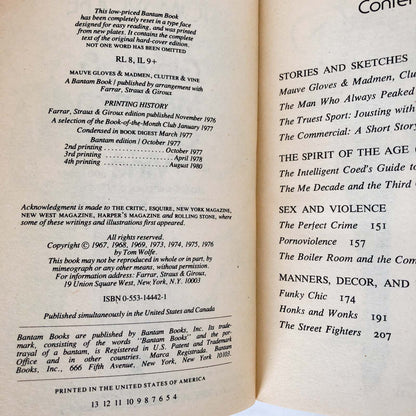 This low-priced Bantam Book
has been completely reset in a type face
designed for easy reading, and was printed
from new plates. It contains the complete
text of the original hard-cover edition.
NOT ONE WORD HAS BEEN OMITTED
RL 8, IL 9+
MAUVE GLOVES & MADMEN, CLUTTER & VINE
A Bantam Book / published by arrangement with
Farrar, Straus & Giroux
PRINTING HISTORY
Farrar, Straus & Giroux edition published November 1976
A selection of the Book-of-the-Month Club January 1977
Condensed in BOOK DIGEST March 1977
Bantam edition / October 1977
2nd printing ..... October 1977
3rd printing ..... April 1978
4th printing ..... August 1980
Acknowledgment is made to THE CRITIC, ESQUIRE, NEW YORK MAGAZINE,
NEW WEST MAGAZINE, HARPER'S MAGAZINE and ROLLING STONE, where
some of these writings and illustrations first appeared.
All rights reserved.
Copyright © 1967, 1968, 1969, 1973, 1974, 1975, 1976
by Tom Wolfe.
This book may not be reproduced in whole or in part, by
mimeograph or any other means, without permission.
For information address: Farrar, Straus & Giroux,
19 Union Square West, New York, N.Y. 10003
ISBN 0-553-14442-1
Published simultaneously in the United States and Canada
Bantam Books are published by Bantam Books, Inc. Its trade-
mark, consisting of the words "Bantam Books" and the por-
trayal of a bantam, is Registered in U.S. Patent and Trademark
Office and in other countries. Marca Registrada. Bantam
Books, Inc., 666 Fifth Avenue, New York, New York 10103.
PRINTED IN THE UNITED STATES OF AMERICA
13 12 11 10 9 8 7 6 5 4
Conten
STORIES AND SKETCHES
Mauve Gloves & Madmen, Clu
The Man Who Always Peaked
The Truest Sport: Jousting with
The Commercial: A Short Story
THE SPIRIT OF THE AGE
The Intelligent Coed's Guide to
The Me Decade and the Third
SEX AND VIOLENCE
The Perfect Crime 151
Pornoviolence 157
The Boiler Room and the Com
MANNERS, DECOR, AND
Funky Chic 174
Honks and Wonks 191
The Street Fighters 207